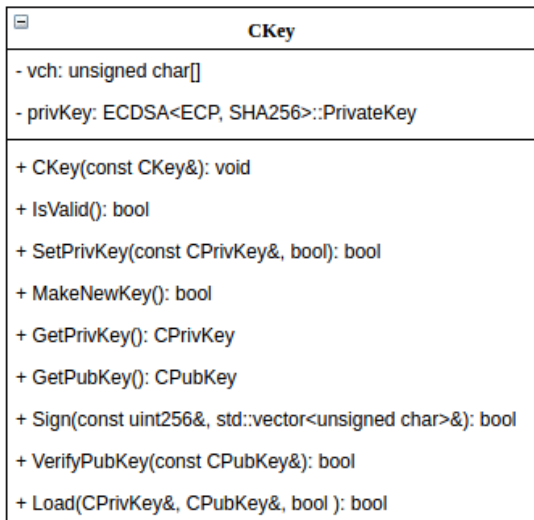 CKey
- vch: unsigned char[]
- privKey: ECDSA<ECP, SHA256>::PrivateKey
+ CKey(const CKey&): void
+ IsValid(): bool
+ SetPrivKey(const CPrivKey&, bool): bool
+ MakeNewKey(): bool
+ GetPrivKey(): CPrivKey
+ GetPubKey(): CPubKey
+ Sign(const uint256&, std::vector<unsigned char>&): bool
+ VerifyPubKey(const CPubKey&): bool
+ Load(CPrivKey&, CPubKey&, bool ): bool